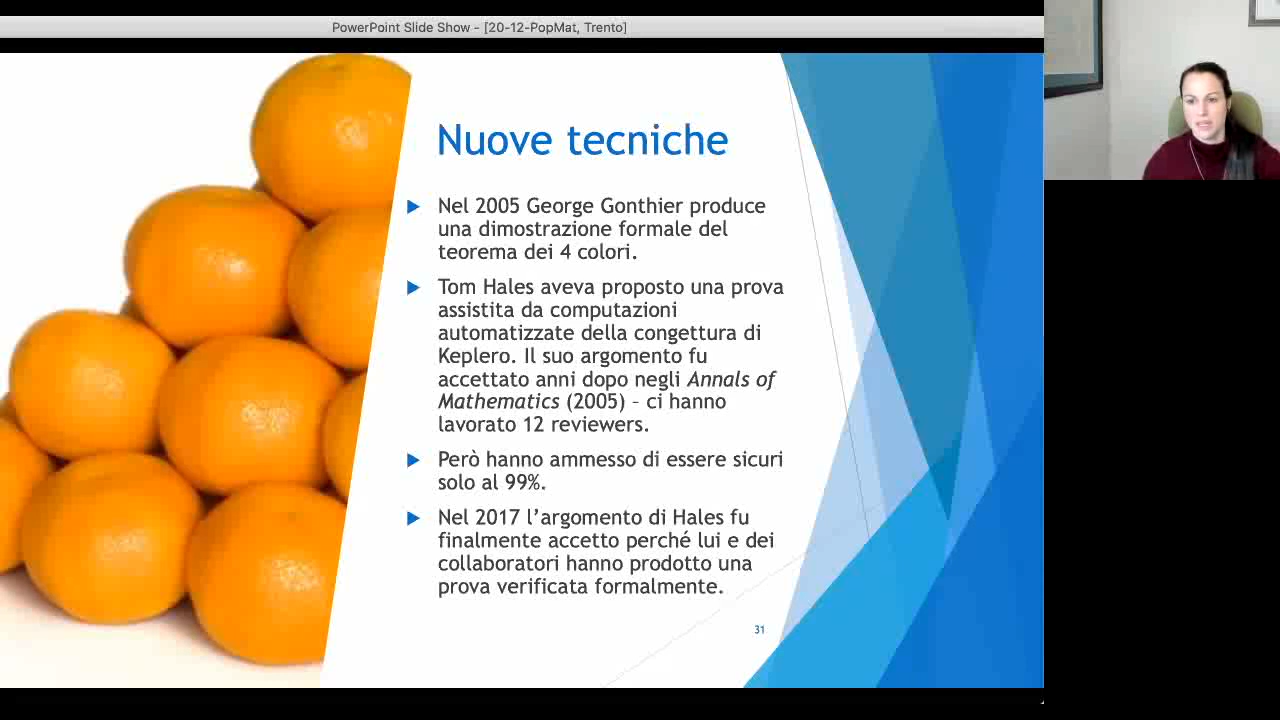 PowerPoint Slide Show - [20-12-PopMat, Trento]
Nuove tecniche
Nel 2005 George Gonthier produce
una dimostrazione formale del
teorema dei 4 colori.
Tom Hales aveva proposto una prova
assistita da computazioni
automatizzate della congettura di
Keplero. Il suo argomento fu
accettato anni dopo negli Annals of
Mathematics (2005) – ci hanno
lavorato 12 reviewers.
Però hanno ammesso di essere sicuri
solo al 99%.
Nel 2017 l’argomento di Hales fu
finalmente accetto perché lui e dei
collaboratori hanno prodotto una
prova verificata formalmente.
31